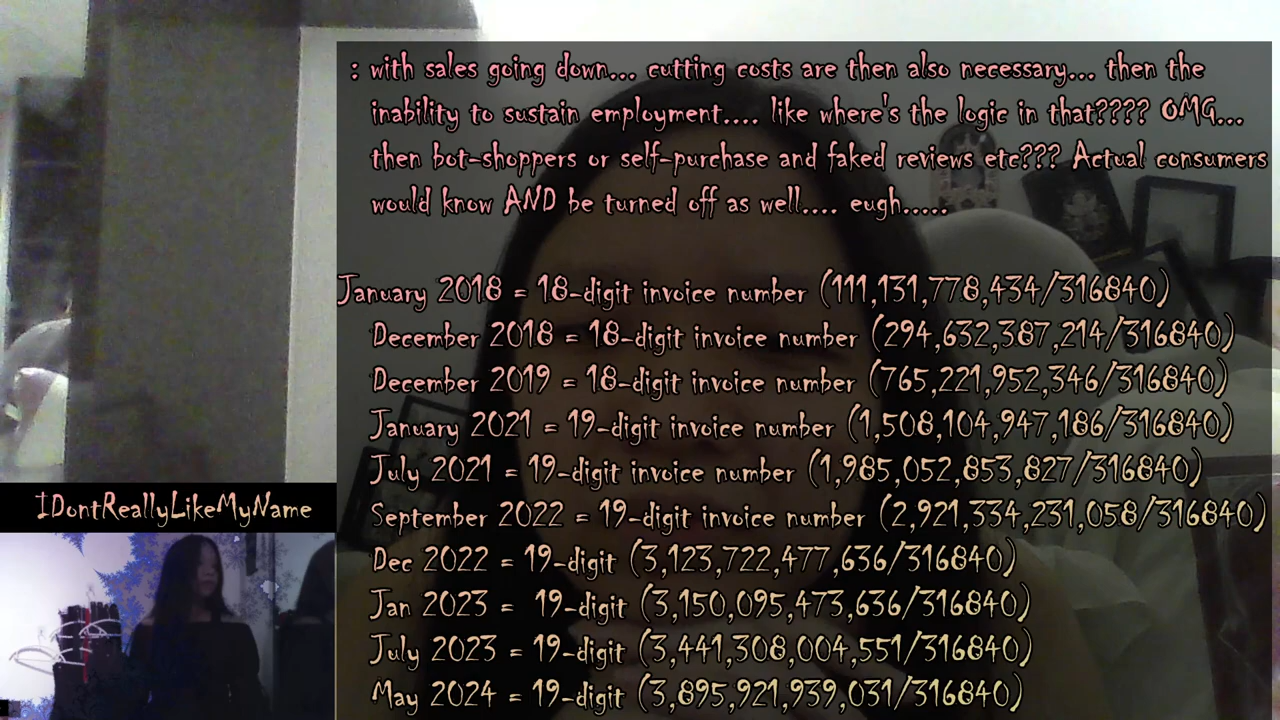 : with sales going down... cutting costs are then also necessary... then the
inability to sustain employment.... like where's the logic in that???? OMG...
then bot-shoppers or self-purchase and faked reviews etc??? Actual consumers
would know AND be turned off as well.... eugh.....
January 2018 = 18-digit invoice number (111,131,778,434/316840)
December 2018 = 18-digit invoice number (294,632,387,214/316840)
December 2019 = 18-digit invoice number (765,221,952,346/316840)
January 2021 = 19-digit invoice number (1,508,104,947,186/316840)
July 2021 = 19-digit invoice number (1,985,052,853,827/316840)
September 2022 = 19-digit invoice number (2,921,334,231,058/316840)
Dec 2022 = 19-digit (3,123,722,477,636/316840)
Jan 2023 = 19-digit (3,150,095,473,636/316840)
July 2023 = 19-digit (3,441,308,004,551/316840)
May 2024 = 19-digit (3,895,921,939,031/316840)
IDontReallyLikeMyName